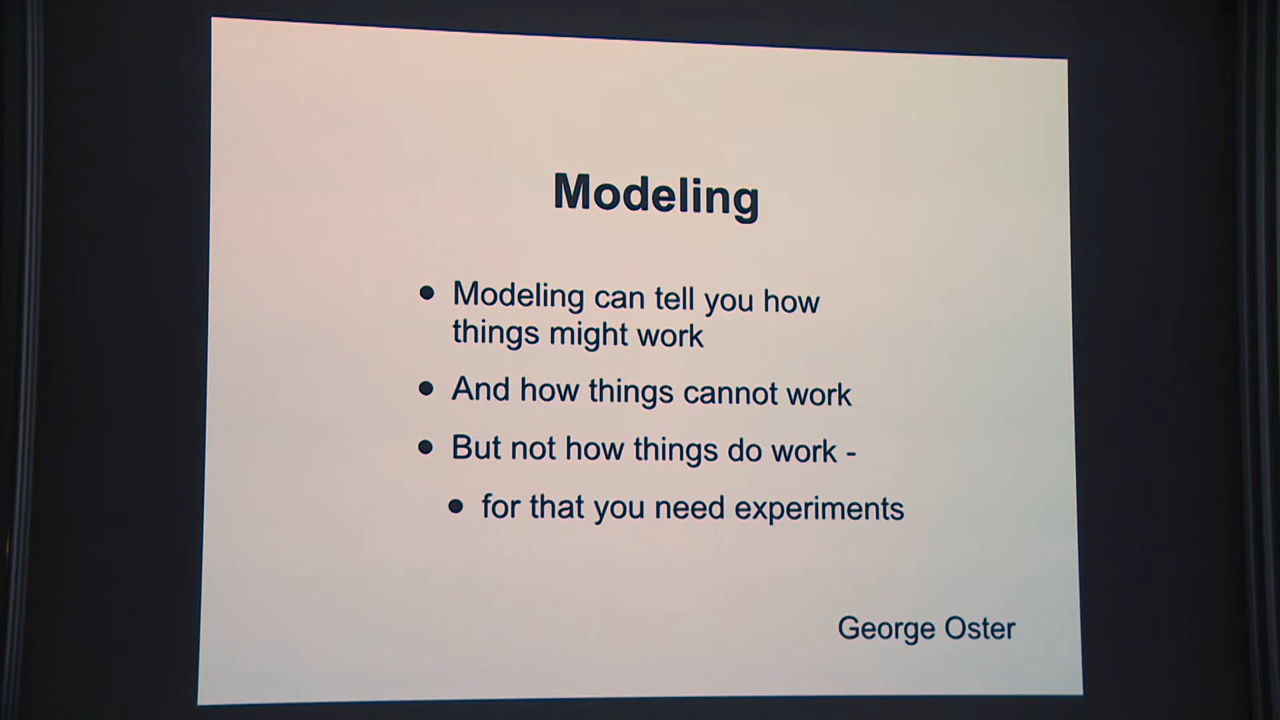 Modeling
• Modeling can tell you how
things might work
• And how things cannot work
• But not how things do work -
• for that you need experiments
George Oster